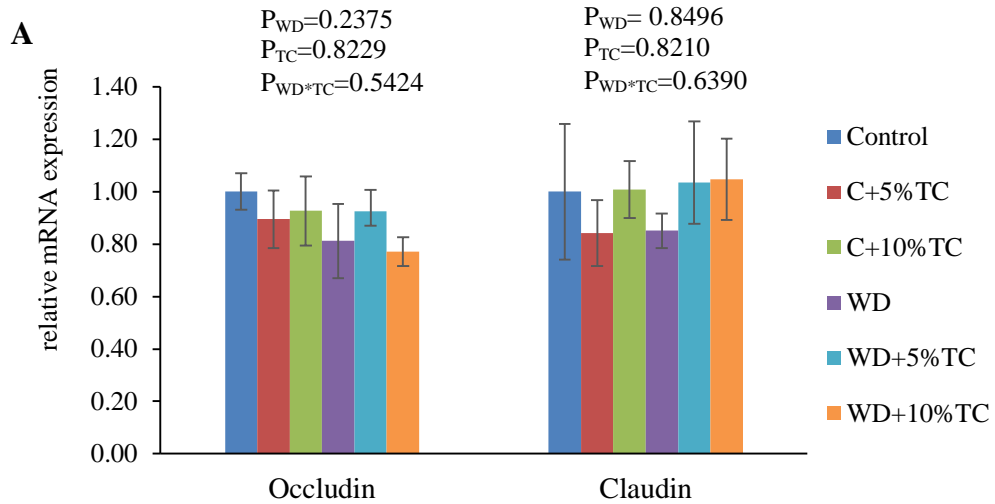 A
P_WD=0.2375
P_TC=0.8229
P_WD*TC=0.5424
P_WD= 0.8496
P_TC=0.8210
P_WD*TC=0.6390
relative mRNA expression
1.40
1.20
1.00
0.80
0.60
0.40
0.20
0.00
Occludin
Claudin
Control
C+5%TC
C+10%TC
WD
WD+5%TC
WD+10%TC